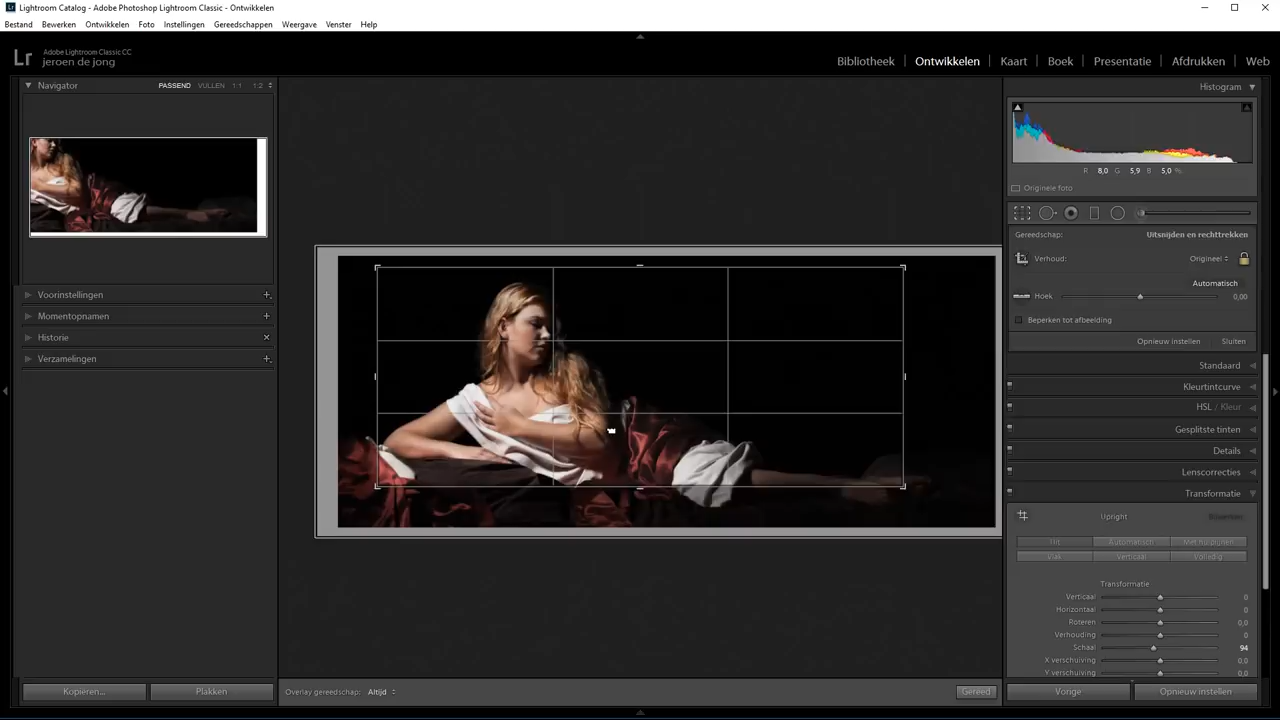 Lightroom Catalog - Adobe Photoshop Lightroom Classic - Ontwikkelen
Bestand Bewerken Ontwikkelen Foto Instellingen Gereedschappen Weergave Venster Help
Lr
Adobe Lightroom Classic CC
jeroen de jong
Bibliotheek | Ontwikkelen | Kaart | Boek | Presentatie | Afdrukken | Web
Navigator PASSEND VULLEN 1:1 1:2
Voorinstellingen
Momentopnamen
Historie
Verzamelingen
Kopiëren... Plakken
Overlay gereedschap: Altijd
Gereed
Histogram
R 8,0 G 5,9 B 5,0 %
Originele foto
Gereedschap: Uitsnijden en rechttrekken
Verhoud: Origineel
Automatisch
Hoek 0,00
Beperken tot afbeelding
Opnieuw instellen Sluiten
Standaard
Kleurtintcurve
HSL / Kleur
Gesplitste tinten
Details
Lenscorrecties
Transformatie
Upright
Uit Automatisch Met hulplijnen
Vlak Verticaal Volledig
Transformatie
Verticaal 0
Horizontaal 0
Roteren 0,0
Verhouding 0
Schaal 94
X verschuiving 0,0
Y verschuiving 0,0
Vorige Opnieuw instellen